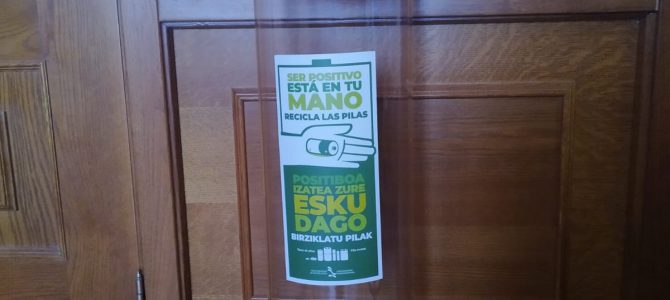 SER POSITIVO
ESTÁ EN TU
MANO
RECICLA LAS PILAS
POSITIBOA
IZATEA ZURE
ESKU
DAGO
BIRZIKLATU PILAK